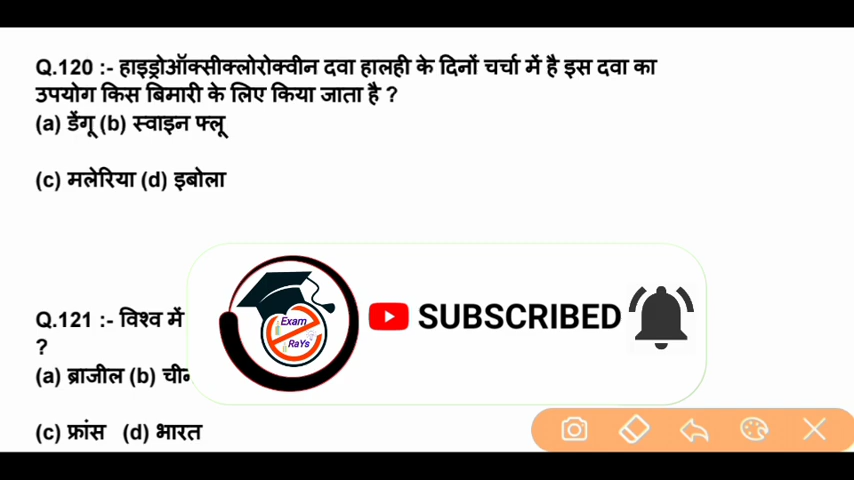 Q.120 :- हाइड्रोऑक्सीक्लोरोक्वीन दवा हालही के दिनों चर्चा में है इस दवा का
उपयोग किस बिमारी के लिए किया जाता है ?
(a) डेंगू (b) स्वाइन फ्लू
(c) मलेरिया (d) इबोला
Q.121 :- विश्व में
?
(a) ब्राजील (b)
(c) फ्रांस (d) भारत
Exam
RaYs
SUBSCRIBED